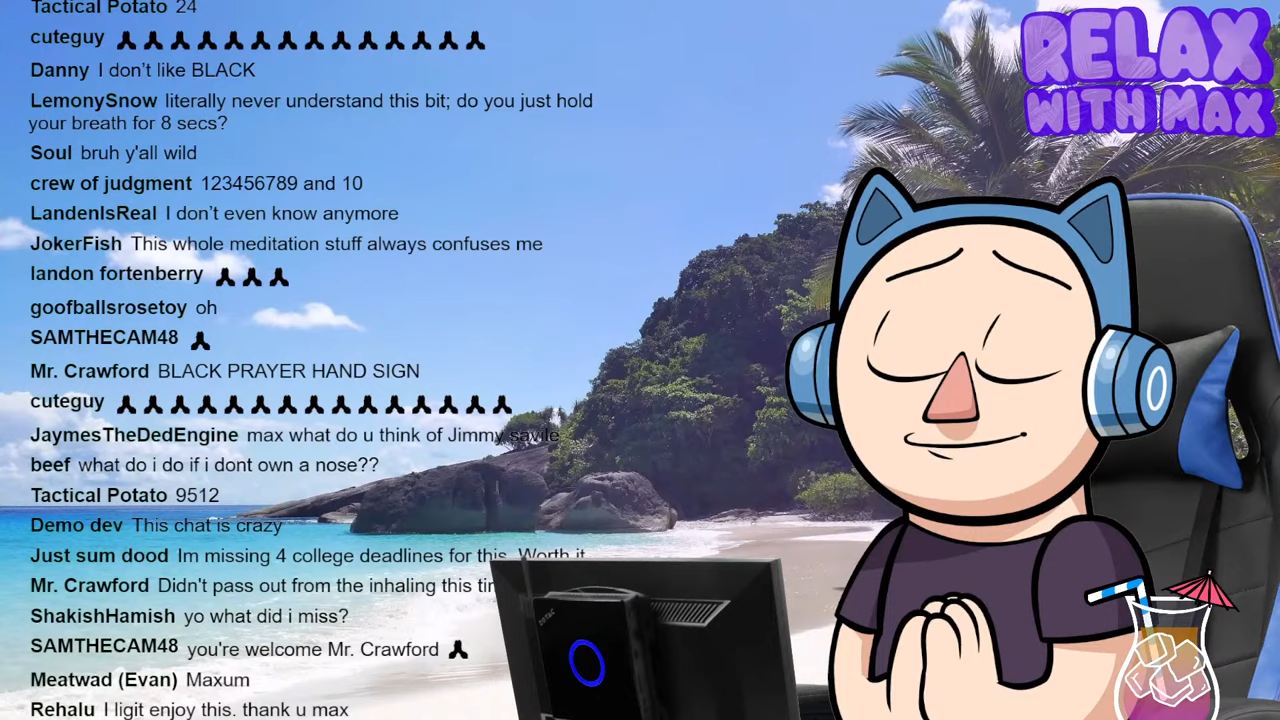 Tactical Potato 24
RELAX
WITH MAX
cuteguy
Danny I don't like BLACK
LemonySnow literally never understand this bit; do you just hold
your breath for 8 secs?
Soul bruh y'all wild
crew of judgment 123456789 and 10
LandenIsReal I don't even know anymore
JokerFish This whole meditation stuff always confuses me
landon fortenberry
goofballsrosetoy oh
SAMTHECAM48
Mr. Crawford BLACK PRAYER HAND SIGN
cuteguy
JaymesTheDedEngine max what do u think of Jimmy savile
beef what do i do if i dont own a nose??
Tactical Potato 9512
Demo dev This chat is crazy
Just sum dood Im missing 4 college deadlines for this. Worth it
Mr. Crawford Didn't pass out from the inhaling this
ShakishHamish yo what did i miss?
SAMTHECAM48 you're welcome Mr. Crawford
Meatwad (Evan) Maxum
Rehalu I ligit enjoy this. thank u max
ZOTAC